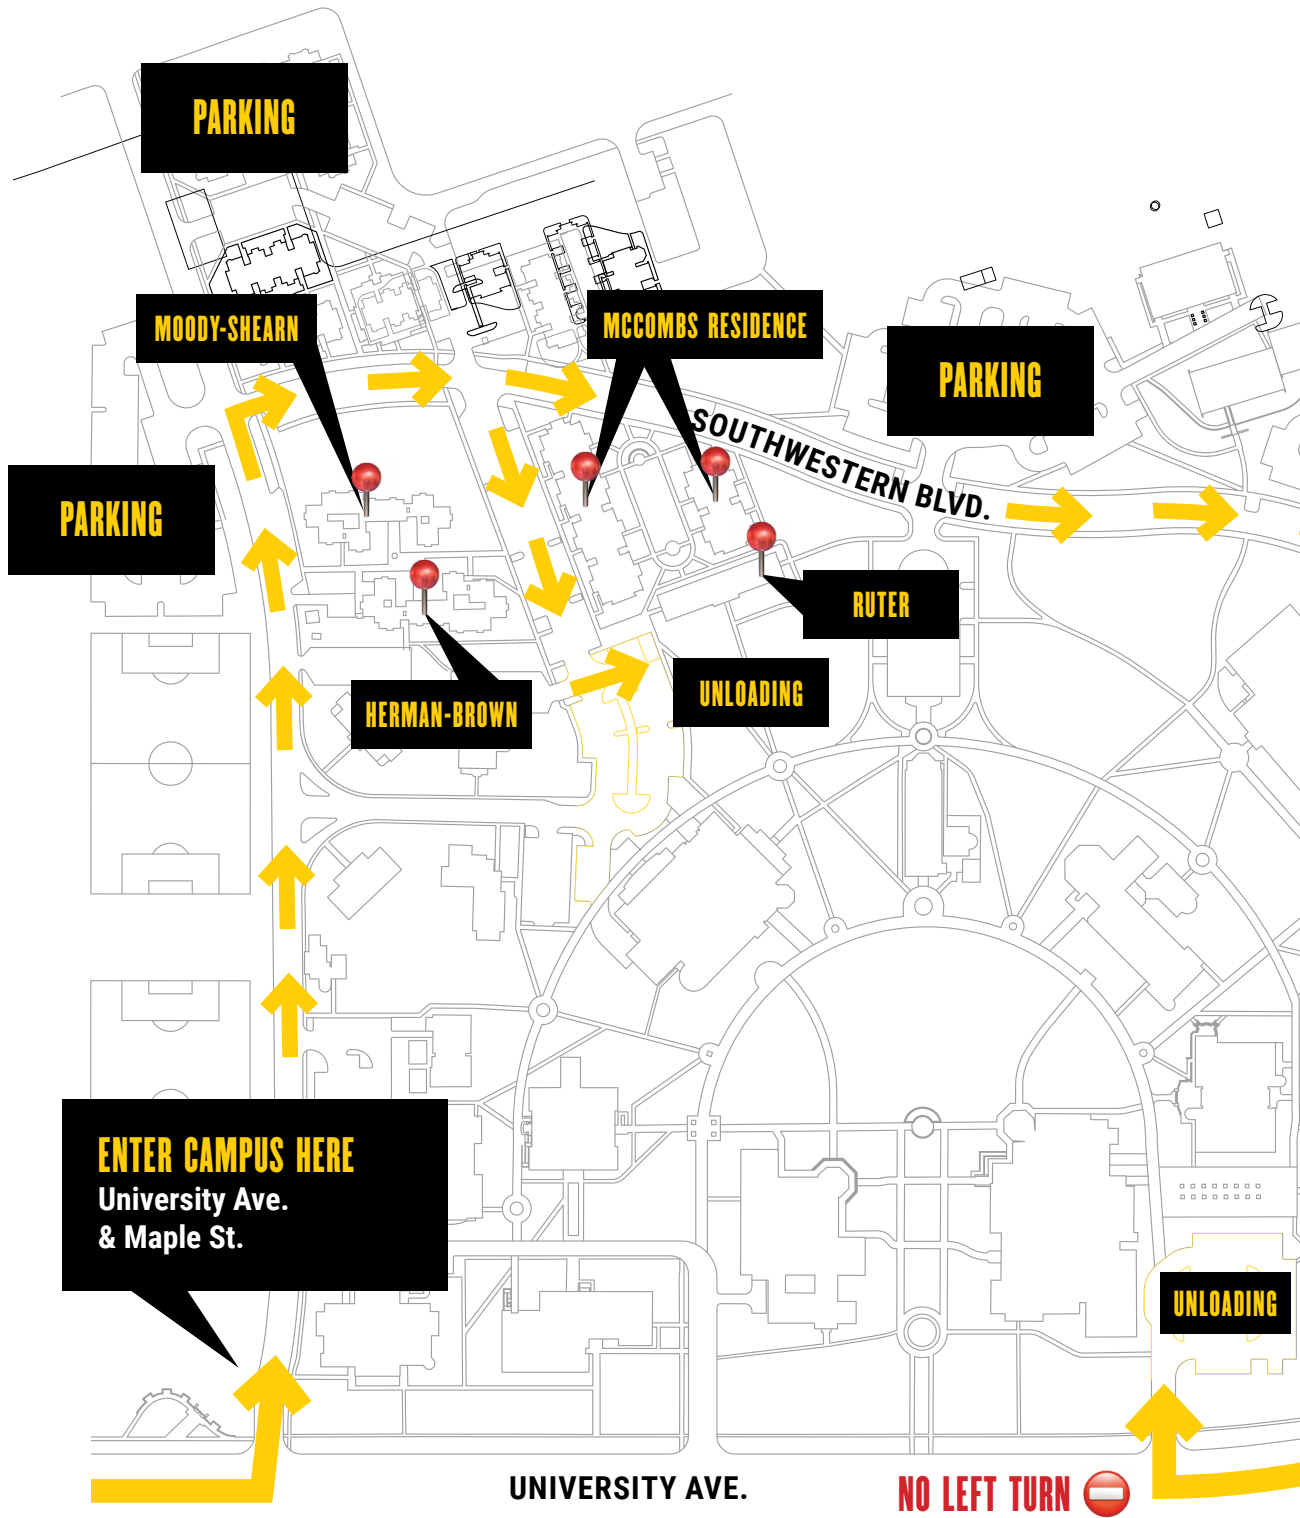 PARKING
MOODY-SHEARN
MCCOMBS RESIDENCE
PARKING
SOUTHWESTERN BLVD.
PARKING
RUTER
HERMAN-BROWN
UNLOADING
ENTER CAMPUS HERE
University Ave.
& Maple St.
UNLOADING
UNIVERSITY AVE.
NO LEFT TURN